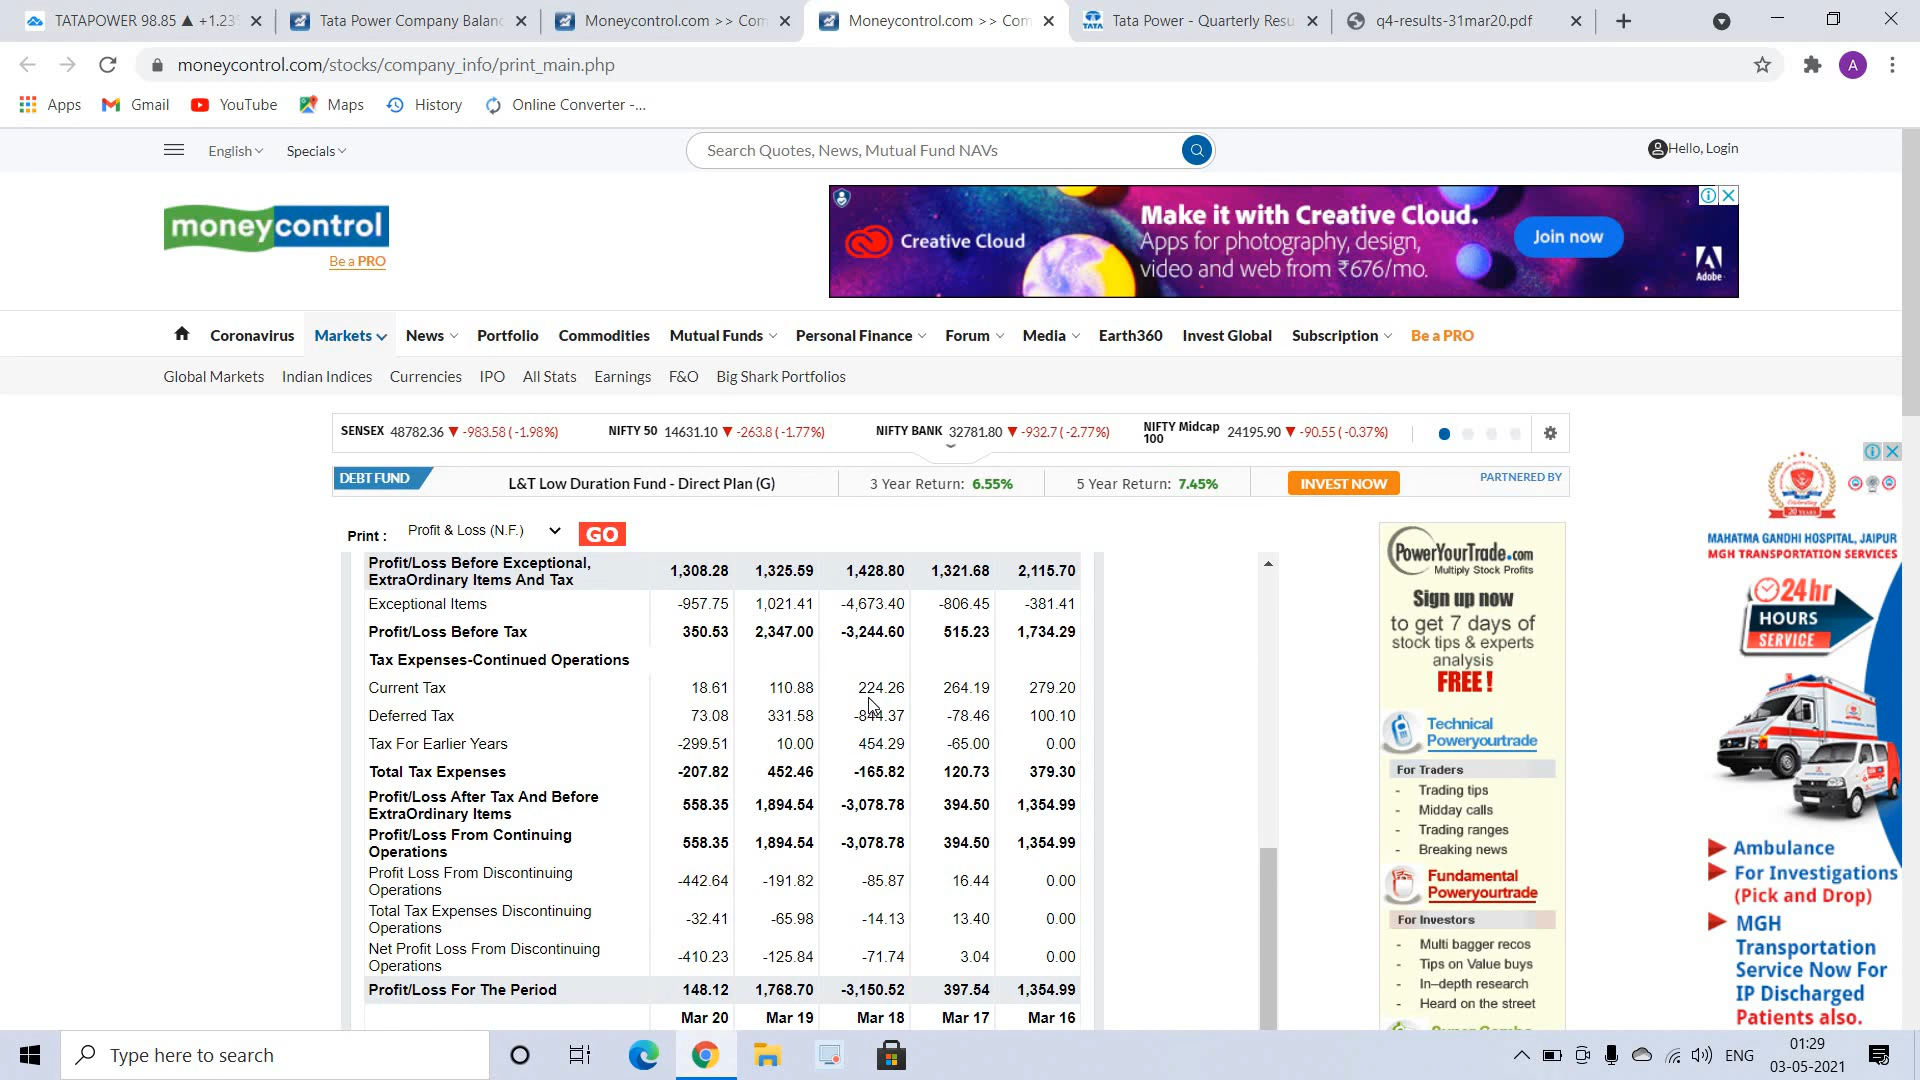 TATAPOWER 98.85 ▲ +1.23
Tata Power Company Balanc
Moneycontrol.com >> Com
Moneycontrol.com >> Com
Tata Power - Quarterly Resu
q4-results-31mar20.pdf
moneycontrol.com/stocks/company_info/print_main.php
A
Apps Gmail YouTube Maps History Online Converter -...
English Specials
Search Quotes, News, Mutual Fund NAVs
Hello, Login
moneycontrol
Be a PRO
Creative Cloud
Make it with Creative Cloud.
Apps for photography, design,
video and web from ₹676/mo.
Join now
Adobe
Coronavirus Markets News Portfolio Commodities Mutual Funds Personal Finance Forum Media Earth360 Invest Global Subscription Be a PRO
Global Markets Indian Indices Currencies IPO All Stats Earnings F&O Big Shark Portfolios
SENSEX 48782.36 ▼ -983.58 (-1.98%) NIFTY 50 14631.10 ▼ -263.8 (-1.77%) NIFTY BANK 32781.80 ▼ -932.7 (-2.77%) NIFTY Midcap 100 24195.90 ▼ -90.55 (-0.37%)
DEBT FUND L&T Low Duration Fund - Direct Plan (G) 3 Year Return: 6.55% 5 Year Return: 7.45% INVEST NOW PARTNERED BY
Print : Profit & Loss (N.F.) GO
Profit/Loss Before Exceptional,
ExtraOrdinary Items And Tax 1,308.28 1,325.59 1,428.80 1,321.68 2,115.70
Exceptional Items -957.75 1,021.41 -4,673.40 -806.45 -381.41
Profit/Loss Before Tax 350.53 2,347.00 -3,244.60 515.23 1,734.29
Tax Expenses-Continued Operations
Current Tax 18.61 110.88 224.26 264.19 279.20
Deferred Tax 73.08 331.58 -844.37 -78.46 100.10
Tax For Earlier Years -299.51 10.00 454.29 -65.00 0.00
Total Tax Expenses -207.82 452.46 -165.82 120.73 379.30
Profit/Loss After Tax And Before
ExtraOrdinary Items 558.35 1,894.54 -3,078.78 394.50 1,354.99
Profit/Loss From Continuing
Operations 558.35 1,894.54 -3,078.78 394.50 1,354.99
Profit Loss From Discontinuing
Operations -442.64 -191.82 -85.87 16.44 0.00
Total Tax Expenses Discontinuing
Operations -32.41 -65.98 -14.13 13.40 0.00
Net Profit Loss From Discontinuing
Operations -410.23 -125.84 -71.74 3.04 0.00
Profit/Loss For The Period 148.12 1,768.70 -3,150.52 397.54 1,354.99
Mar 20 Mar 19 Mar 18 Mar 17 Mar 16
PowerYourTrade.com
Multiply Stock Profits
Sign up now
to get 7 days of
stock tips & experts
analysis
FREE !
Technical
Poweryourtrade
For Traders
- Trading tips
- Midday calls
- Trading ranges
- Breaking news
Fundamental
Poweryourtrade
For Investors
- Multi bagger recos
- Tips on Value buys
- In-depth research
- Heard on the street
20 YEARS
MAHATMA GANDHI HOSPITAL, JAIPUR
MGH TRANSPORTATION SERVICES
24hr
HOURS
SERVICE
Ambulance
For Investigations
(Pick and Drop)
MGH
Transportation
Service Now For
IP Discharged
Patients also.
Type here to search
ENG
01:29
03-05-2021